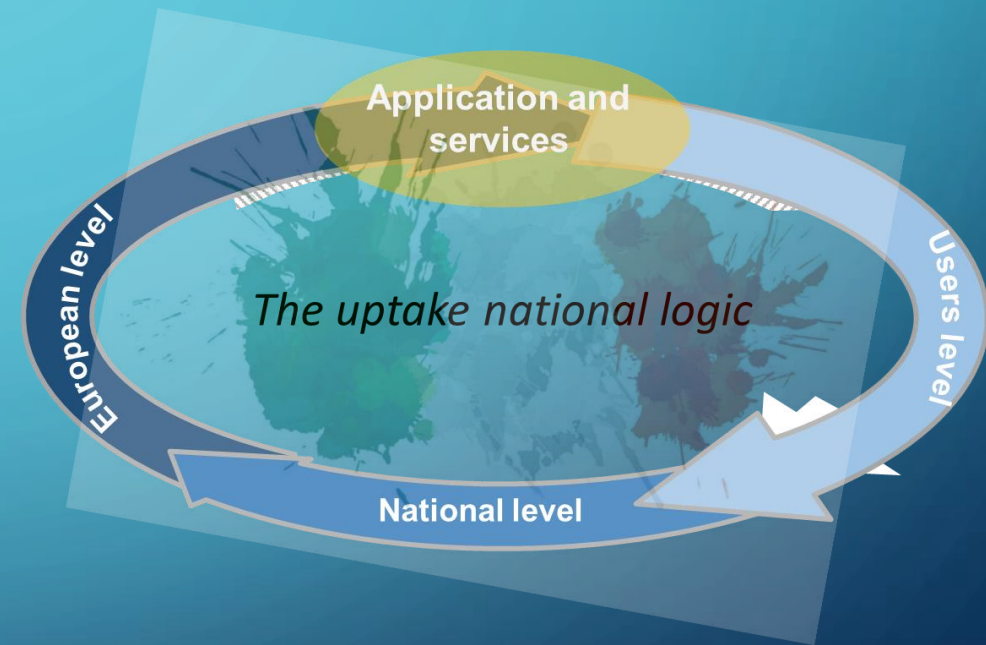 Application and
services
European level
Users level
The uptake national logic
National level